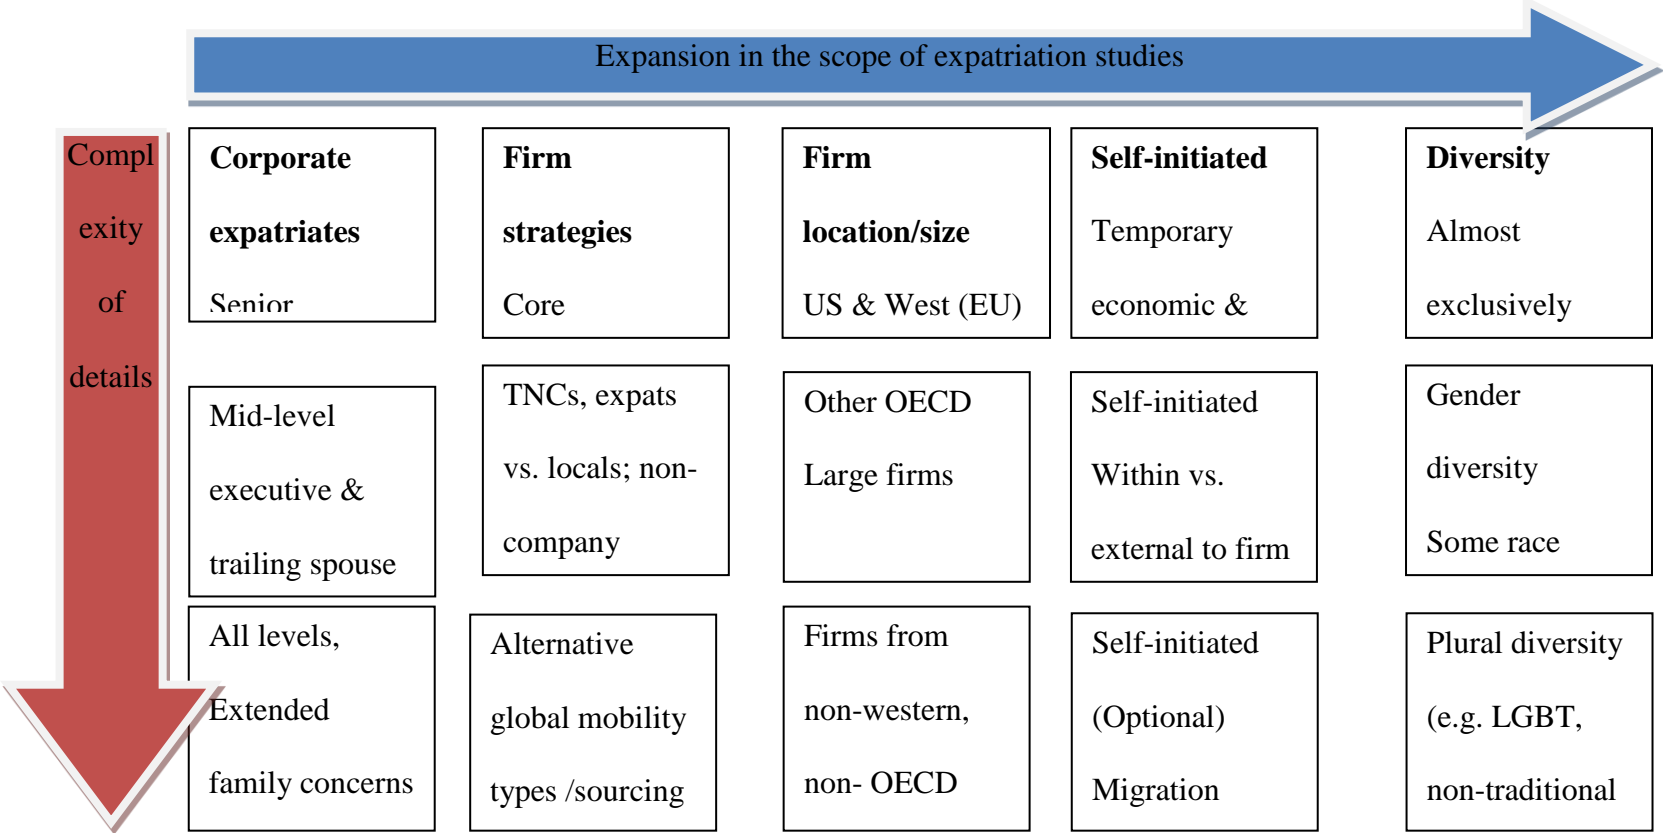 Expansion in the scope of expatriation studies
Compl
exity
of
details
Corporate
expatriates
Senior
Firm
strategies
Core
Firm
location/size
US & West (EU)
Self-initiated
Temporary
economic &
Diversity
Almost
exclusively
Mid-level
executive &
trailing spouse
TNCs, expats
vs. locals; non-
company
Other OECD
Large firms
Self-initiated
Within vs.
external to firm
Gender
diversity
Some race
All levels,
Extended
family concerns
Alternative
global mobility
types /sourcing
Firms from
non-western,
non- OECD
Self-initiated
(Optional)
Migration
Plural diversity
(e.g. LGBT,
non-traditional